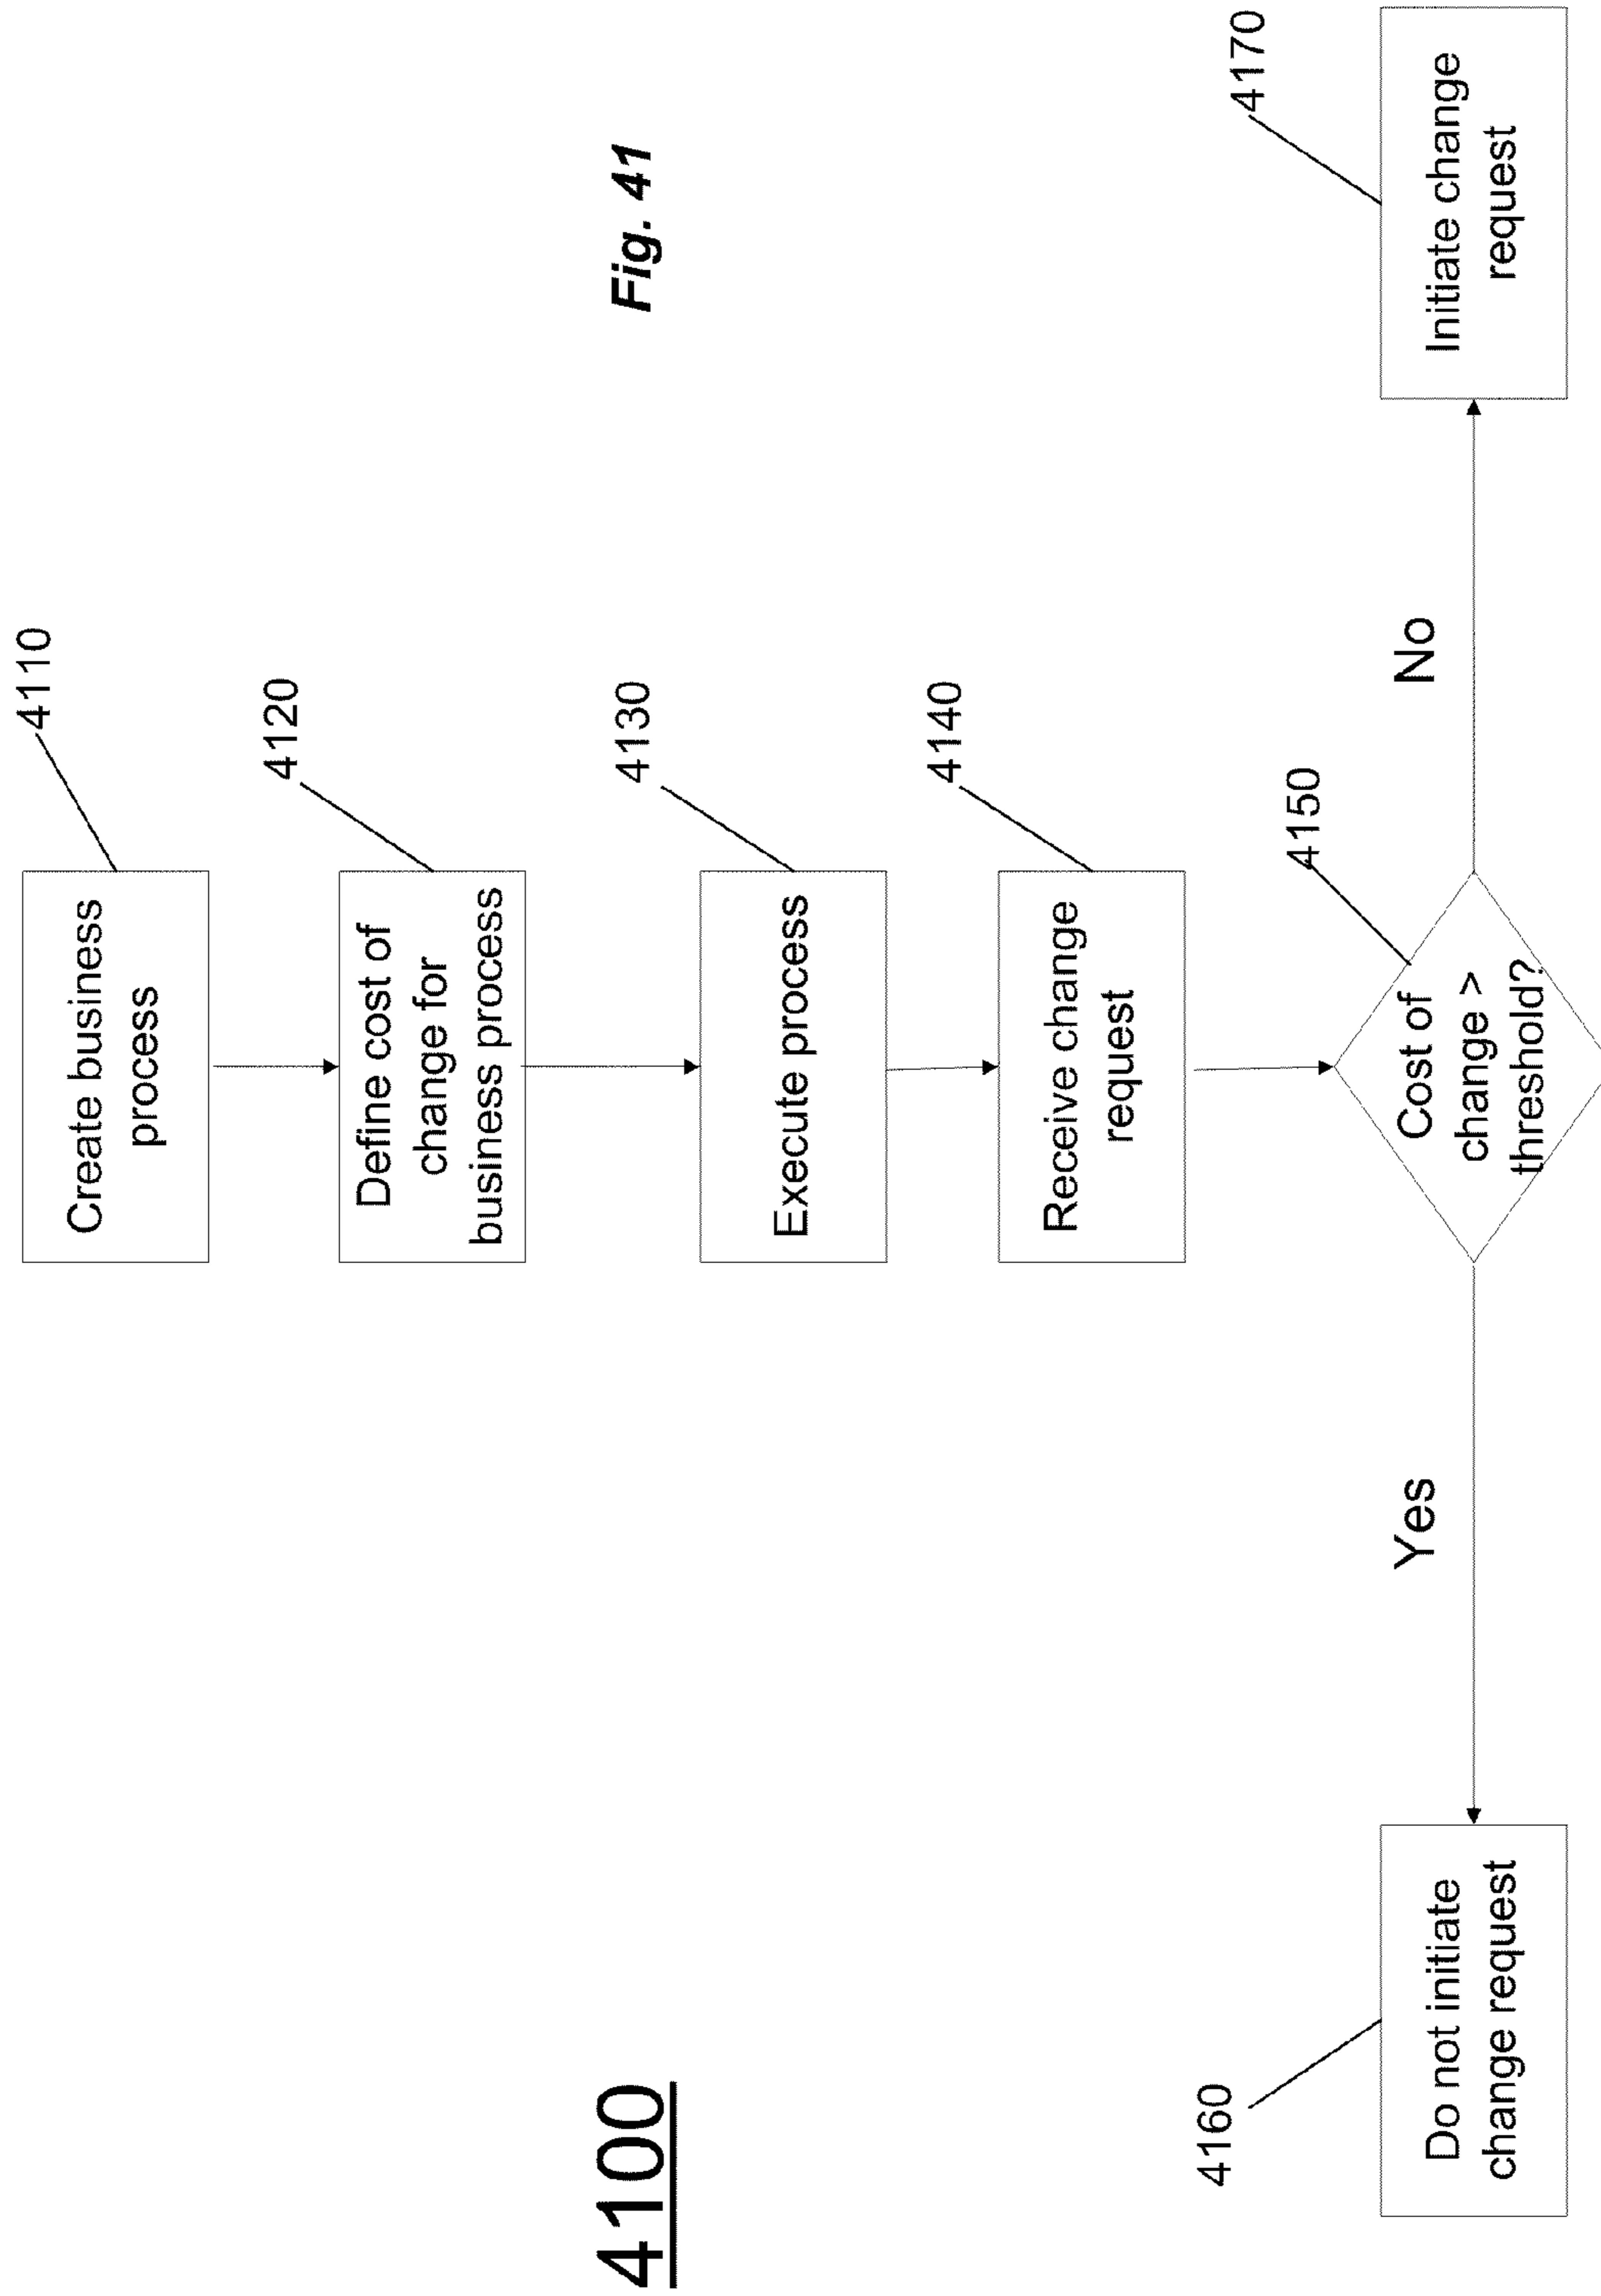 4110
Create business
process
4120
Define cost of
change for
business process
4100
Fig. 41
4130
Execute process
4140
Receive change
request
4150
Cost of
change >
threshold?
Yes
No
4160
Do not initiate
change request
4170
Initiate change
request